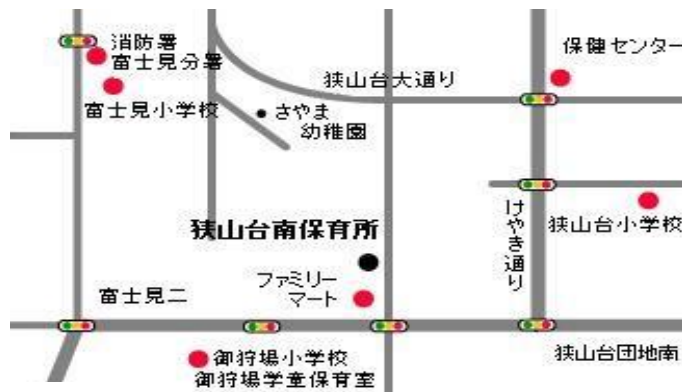 消防署
富士見分署
富士見小学校
保健センター
狭山台大通り
さやま
幼稚園
狭山台南保育所
けやき通り
狭山台小学校
ファミリー
マート
富士見二
御狩場小学校
御狩場学童保育室
狭山台団地南